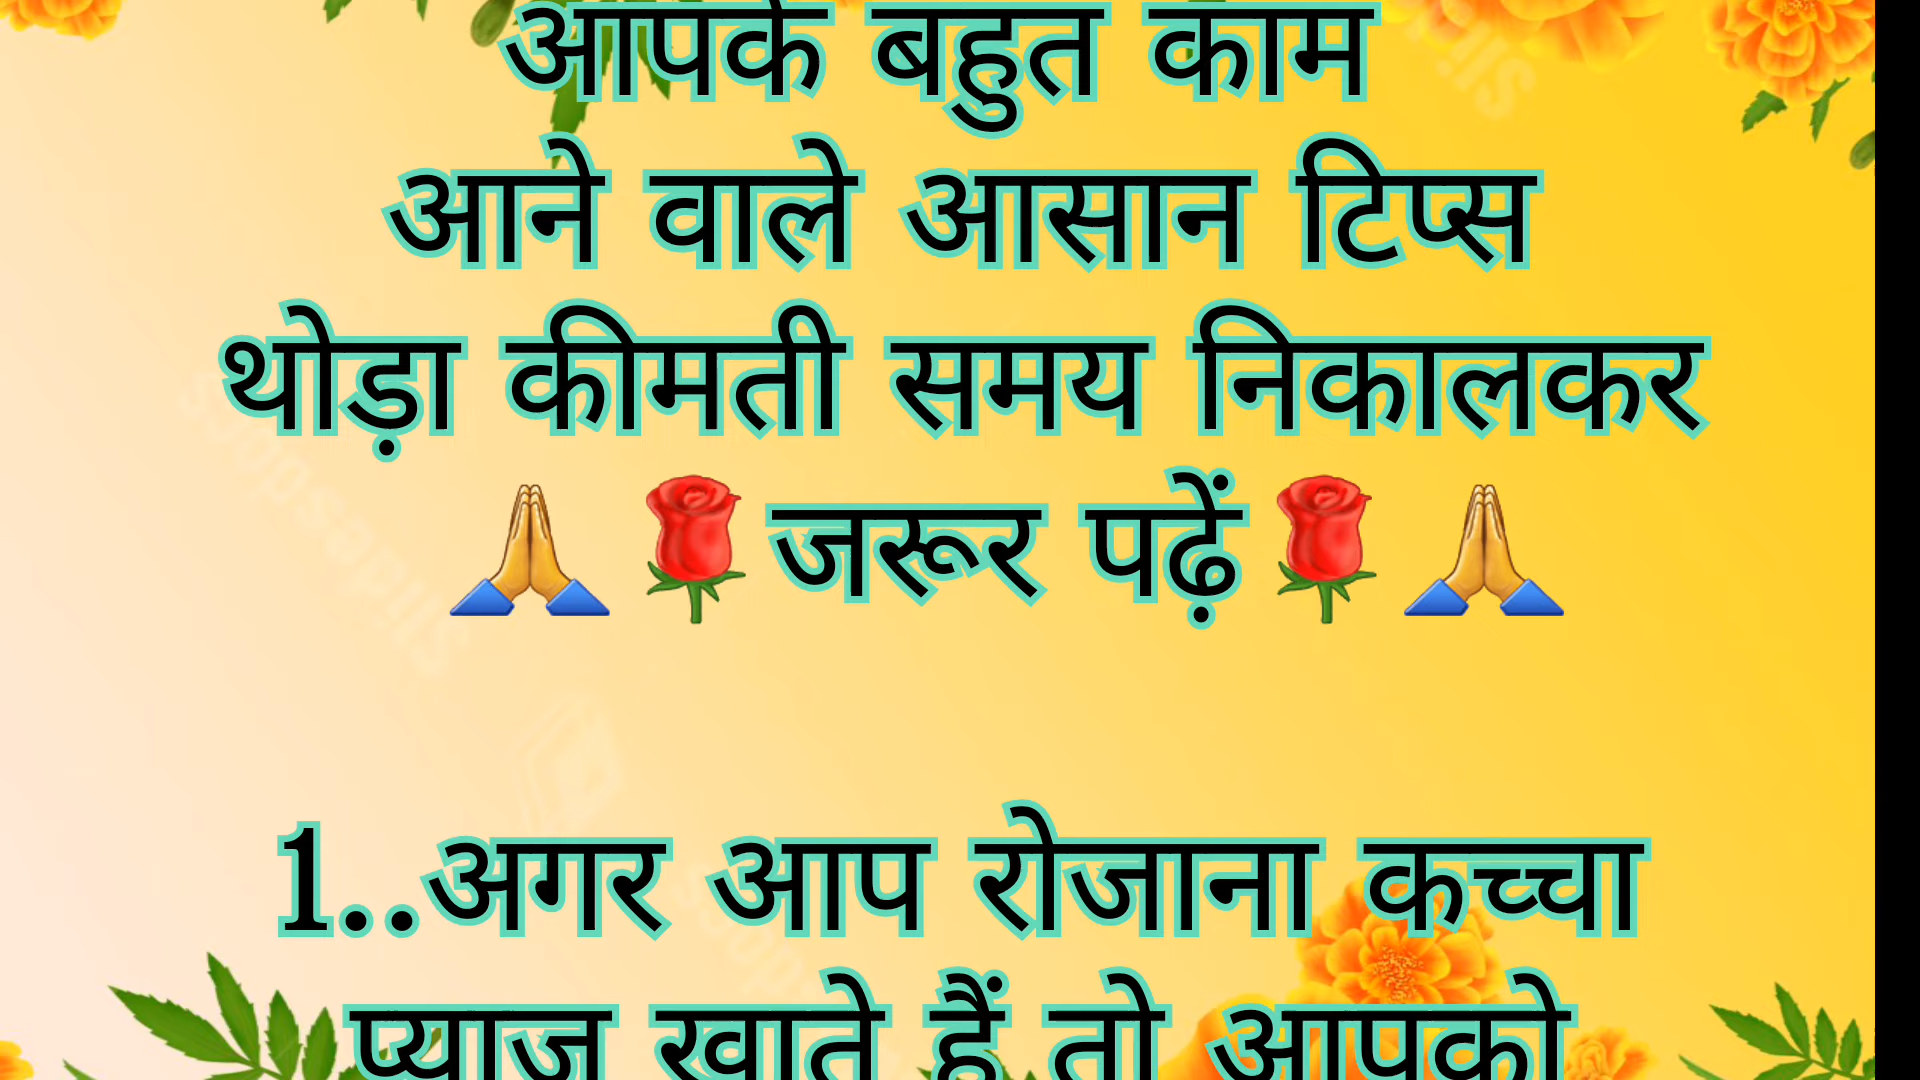 आपके बहुत काम
आने वाले आसान टिप्स
थोड़ा कीमती समय निकालकर
🙏🌹जरूर पढ़ें🌹🙏
1..अगर आप रोजाना कच्चा
प्याज खाते हैं तो आपको